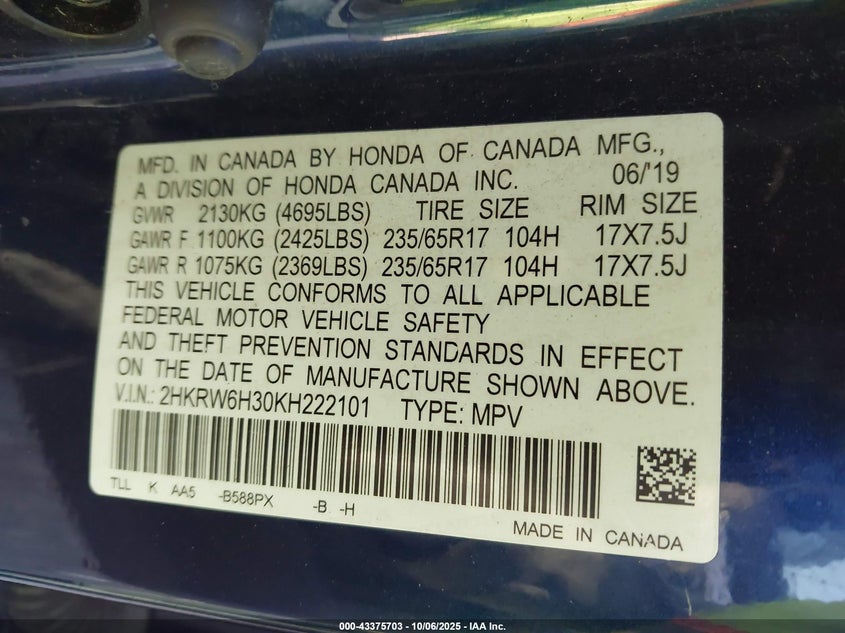 MFD. IN CANADA BY HONDA OF CANADA MFG.,
A DIVISION OF HONDA CANADA INC. 06/'19
GVWR 2130KG (4695LBS) TIRE SIZE RIM SIZE
GAWR F 1100KG (2425LBS) 235/65R17 104H 17X7.5J
GAWR R 1075KG (2369LBS) 235/65R17 104H 17X7.5J
THIS VEHICLE CONFORMS TO ALL APPLICABLE
FEDERAL MOTOR VEHICLE SAFETY
AND THEFT PREVENTION STANDARDS IN EFFECT
ON THE DATE OF MANUFACTURE SHOWN ABOVE.
V.I.N.: 2HKRW6H30KH222101 TYPE: MPV
TLL K AA5 -B588PX -B -H
MADE IN CANADA
000-43375703 - 10/06/2025 - IAA Inc.